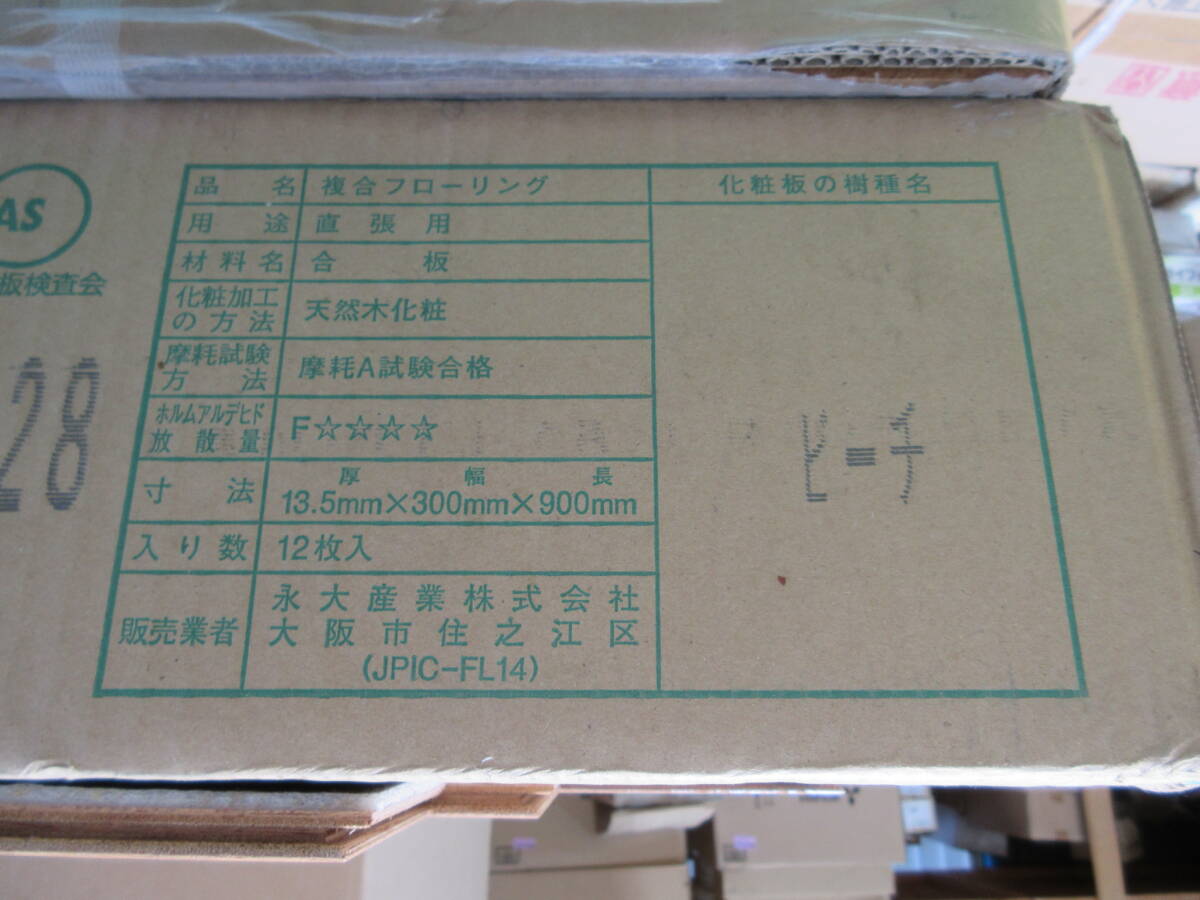 AS
板検査会
28
品名 複合フローリング 化粧板の樹種名
用途 直張用
材料名 合板
化粧加工
の方法
天然木化粧
摩耗試験
方法
摩耗A試験合格
ホルムアルデヒド
放散量
F☆☆☆☆
ビーチ
寸法
厚 幅 長
13.5mm×300mm×900mm
入り数 12枚入
販売業者
永大産業株式会社
大阪市住之江区
(JPIC-FL14)